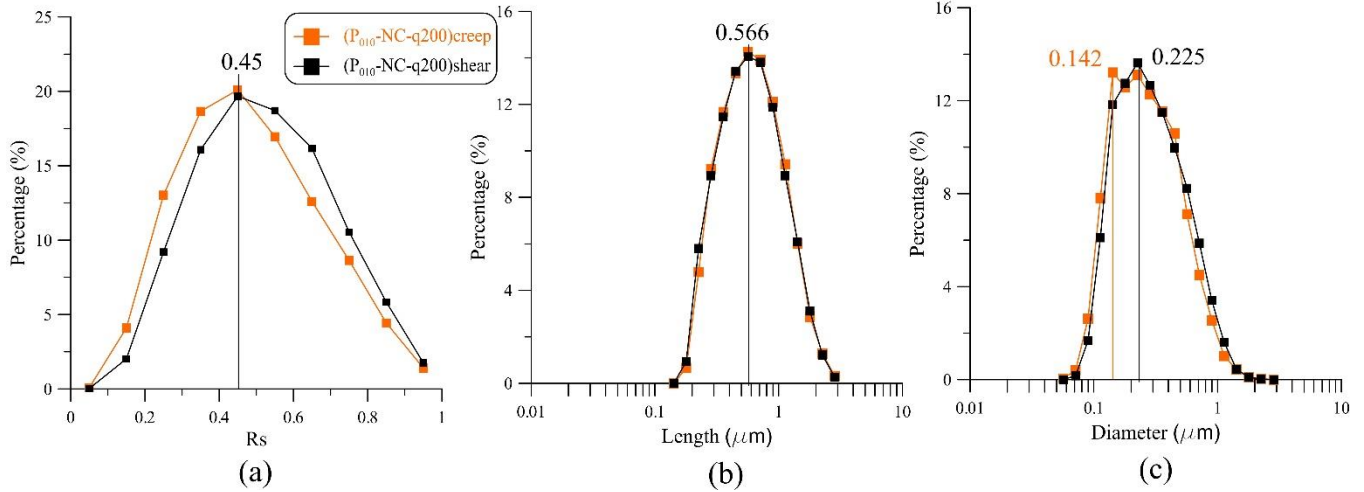 25
20
15
10
5
0
Percentage (%)
0 0.2 0.4 0.6 0.8 1
Rs
(a)
0.45
(P₀₁₀-NC-q200)creep
(P₀₁₀-NC-q200)shear
16
12
8
4
0
Percentage (%)
0.566
0.01 0.1 1 10
Length (μm)
(b)
16
12
8
4
0
Percentage (%)
0.142
0.225
0.01 0.1 1 10
Diameter (μm)
(c)